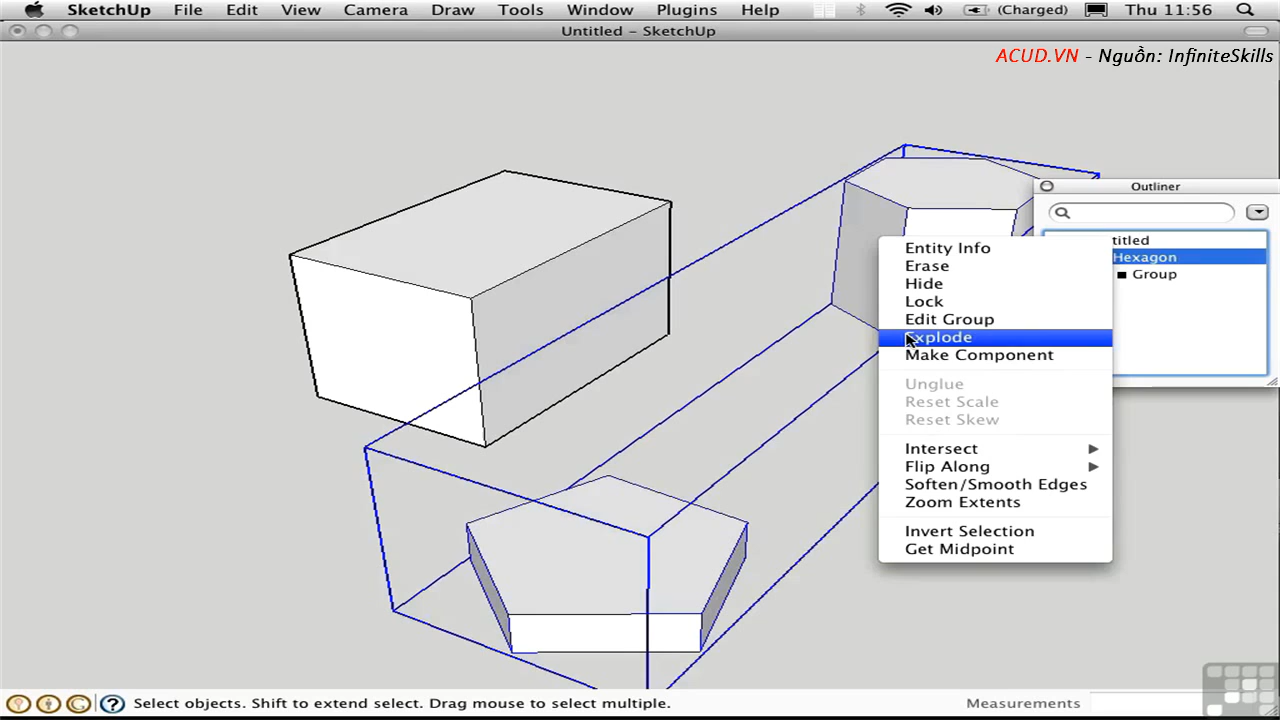 SketchUp File Edit View Camera Draw Tools Window Plugins Help (Charged) Thu 11:56
Untitled – SketchUp
ACUD.VN - Nguồn: InfiniteSkills
Outliner
titled
Hexagon
Group
Entity Info
Erase
Hide
Lock
Edit Group
Explode
Make Component
Unglue
Reset Scale
Reset Skew
Intersect
Flip Along
Soften/Smooth Edges
Zoom Extents
Invert Selection
Get Midpoint
Select objects. Shift to extend select. Drag mouse to select multiple. Measurements